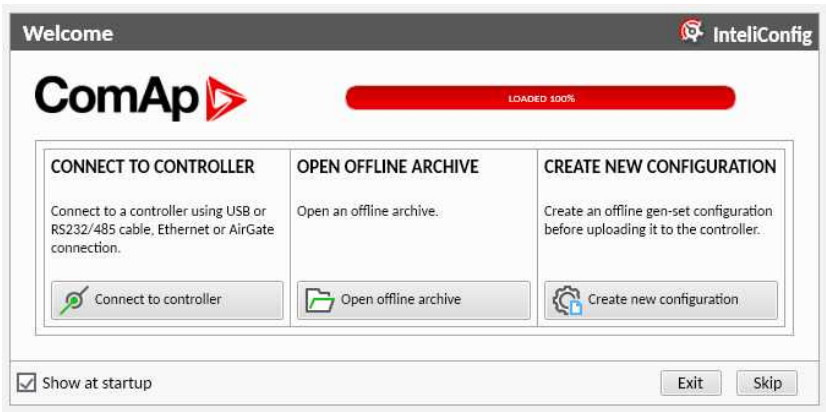 Welcome
InteliConfig
ComAp
LOADED 100%
CONNECT TO CONTROLLER
Connect to a controller using USB or
RS232/485 cable, Ethernet or AirGate
connection.
Connect to controller
OPEN OFFLINE ARCHIVE
Open an offline archive.
Open offline archive
CREATE NEW CONFIGURATION
Create an offline gen-set configuration
before uploading it to the controller.
Create new configuration
Show at startup
Exit
Skip